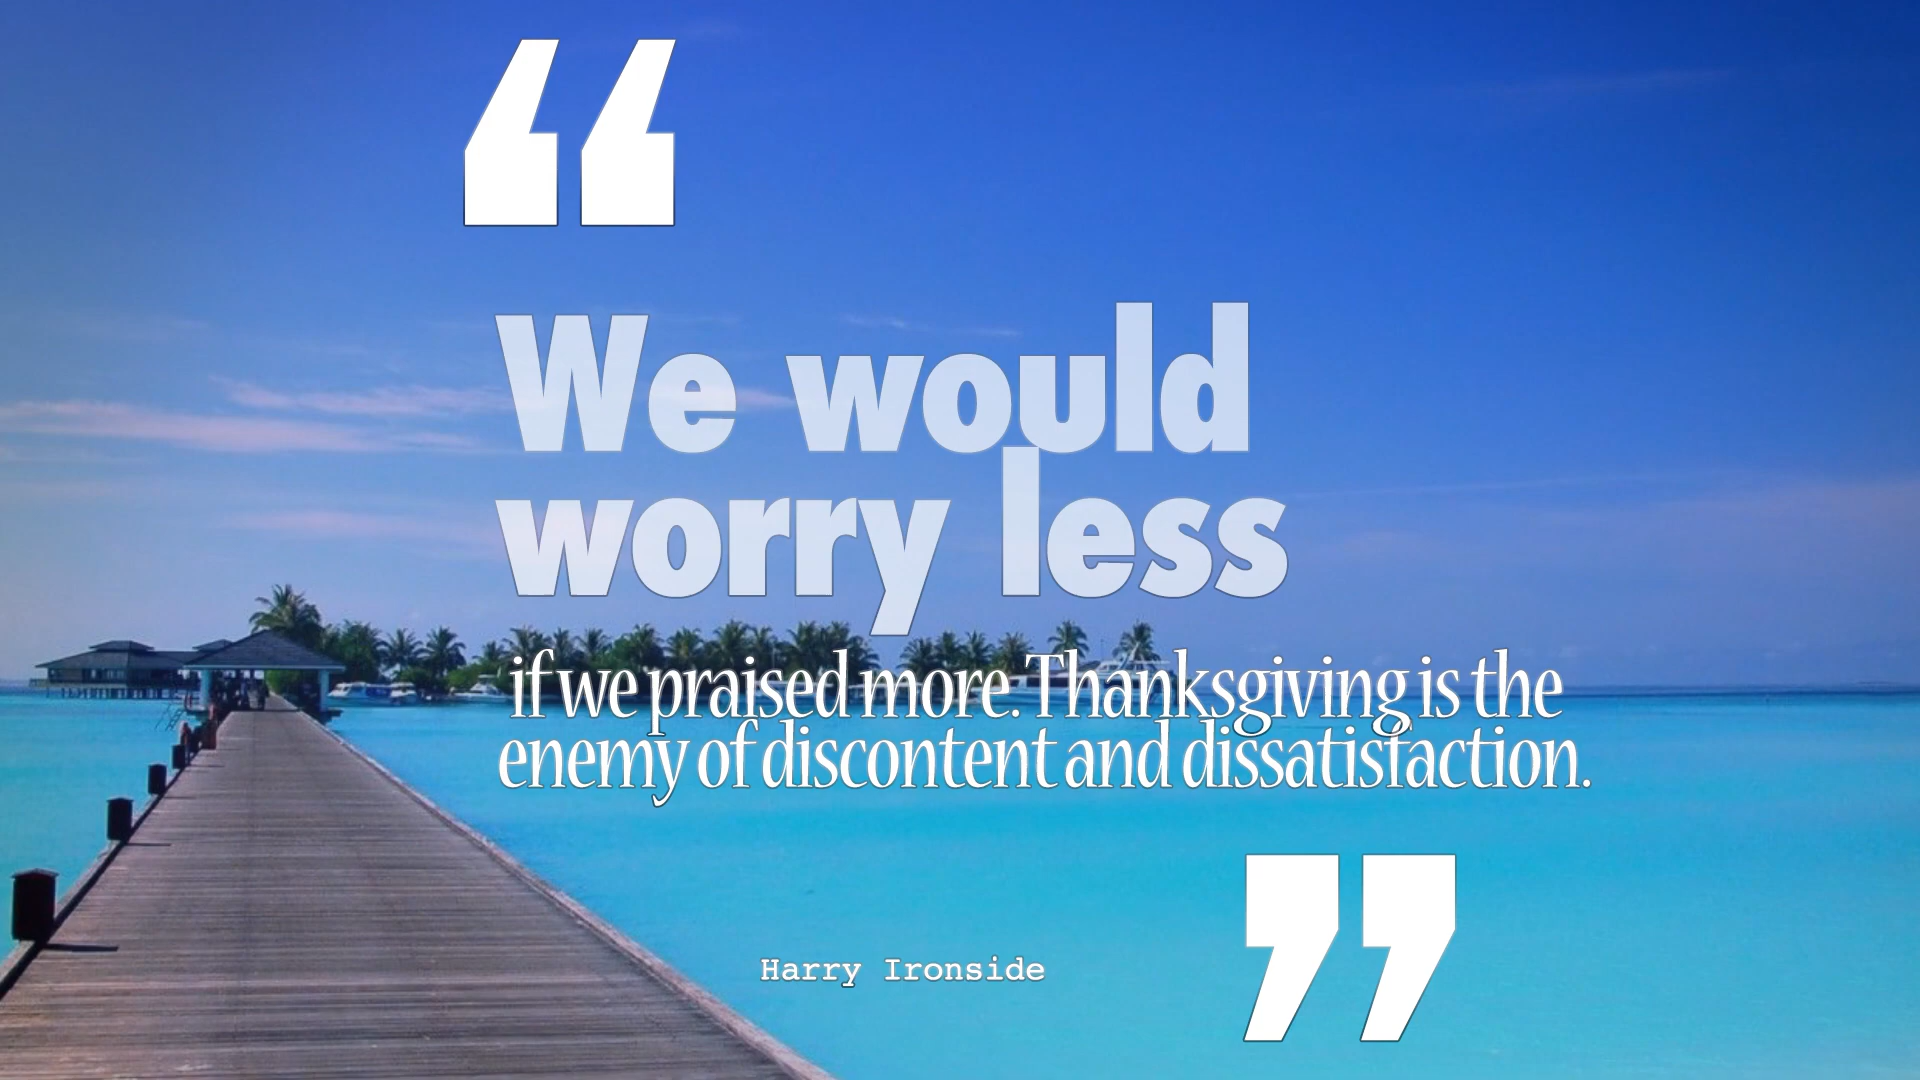 “
We would
worry less
if we praised more. Thanksgiving is the
enemy of discontent and dissatisfaction.
”
Harry Ironside